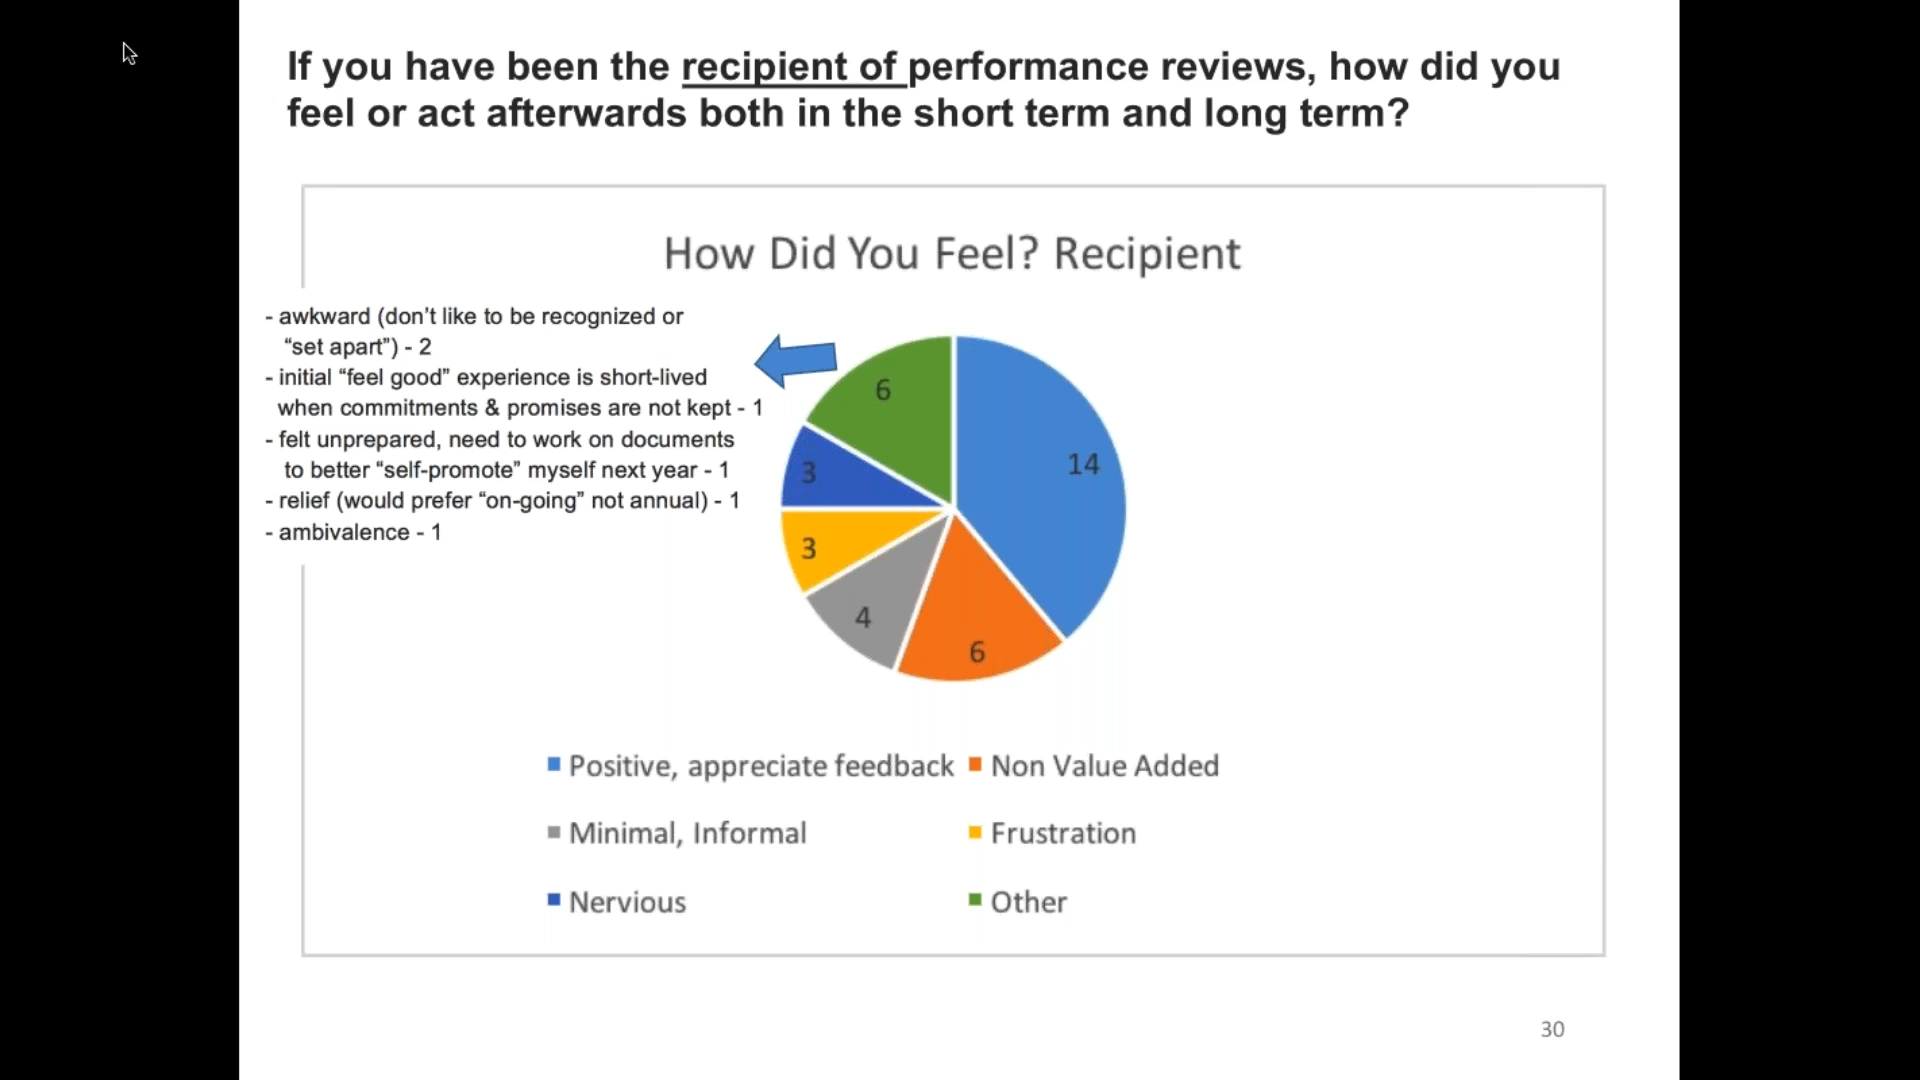 If you have been the recipient of performance reviews, how did you
feel or act afterwards both in the short term and long term?
How Did You Feel? Recipient
- awkward (don't like to be recognized or
“set apart”) - 2
- initial “feel good” experience is short-lived
when commitments & promises are not kept - 1
- felt unprepared, need to work on documents
to better “self-promote” myself next year - 1
- relief (would prefer “on-going” not annual) - 1
- ambivalence - 1
6
14
3
3
4
6
Positive, appreciate feedback
Non Value Added
Minimal, Informal
Frustration
Nervious
Other
30